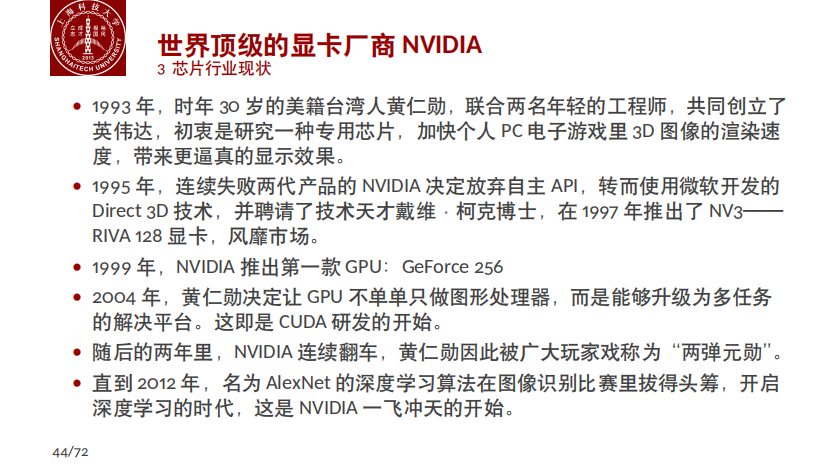 上海科技大学
立志 成才 报国 裕民
2013
SHANGHAITECH UNIVERSITY
世界顶级的显卡厂商 NVIDIA
3 芯片行业现状
• 1993 年，时年 30 岁的美籍台湾人黄仁勋，联合两名年轻的工程师，共同创立了
英伟达，初衷是研究一种专用芯片，加快个人 PC 电子游戏里 3D 图像的渲染速
度，带来更逼真的显示效果。
• 1995 年，连续失败两代产品的 NVIDIA 决定放弃自主 API，转而使用微软开发的
Direct 3D 技术，并聘请了技术天才戴维 · 柯克博士，在 1997 年推出了 NV3——
RIVA 128 显卡，风靡市场。
• 1999 年，NVIDIA 推出第一款 GPU：GeForce 256
• 2004 年，黄仁勋决定让 GPU 不单单只做图形处理器，而是能够升级为多任务
的解决平台。这即是 CUDA 研发的开始。
• 随后的两年里，NVIDIA 连续翻车，黄仁勋因此被广大玩家戏称为“两弹元勋”。
• 直到 2012 年，名为 AlexNet 的深度学习算法在图像识别比赛里拔得头筹，开启
深度学习的时代，这是 NVIDIA 一飞冲天的开始。
44/72